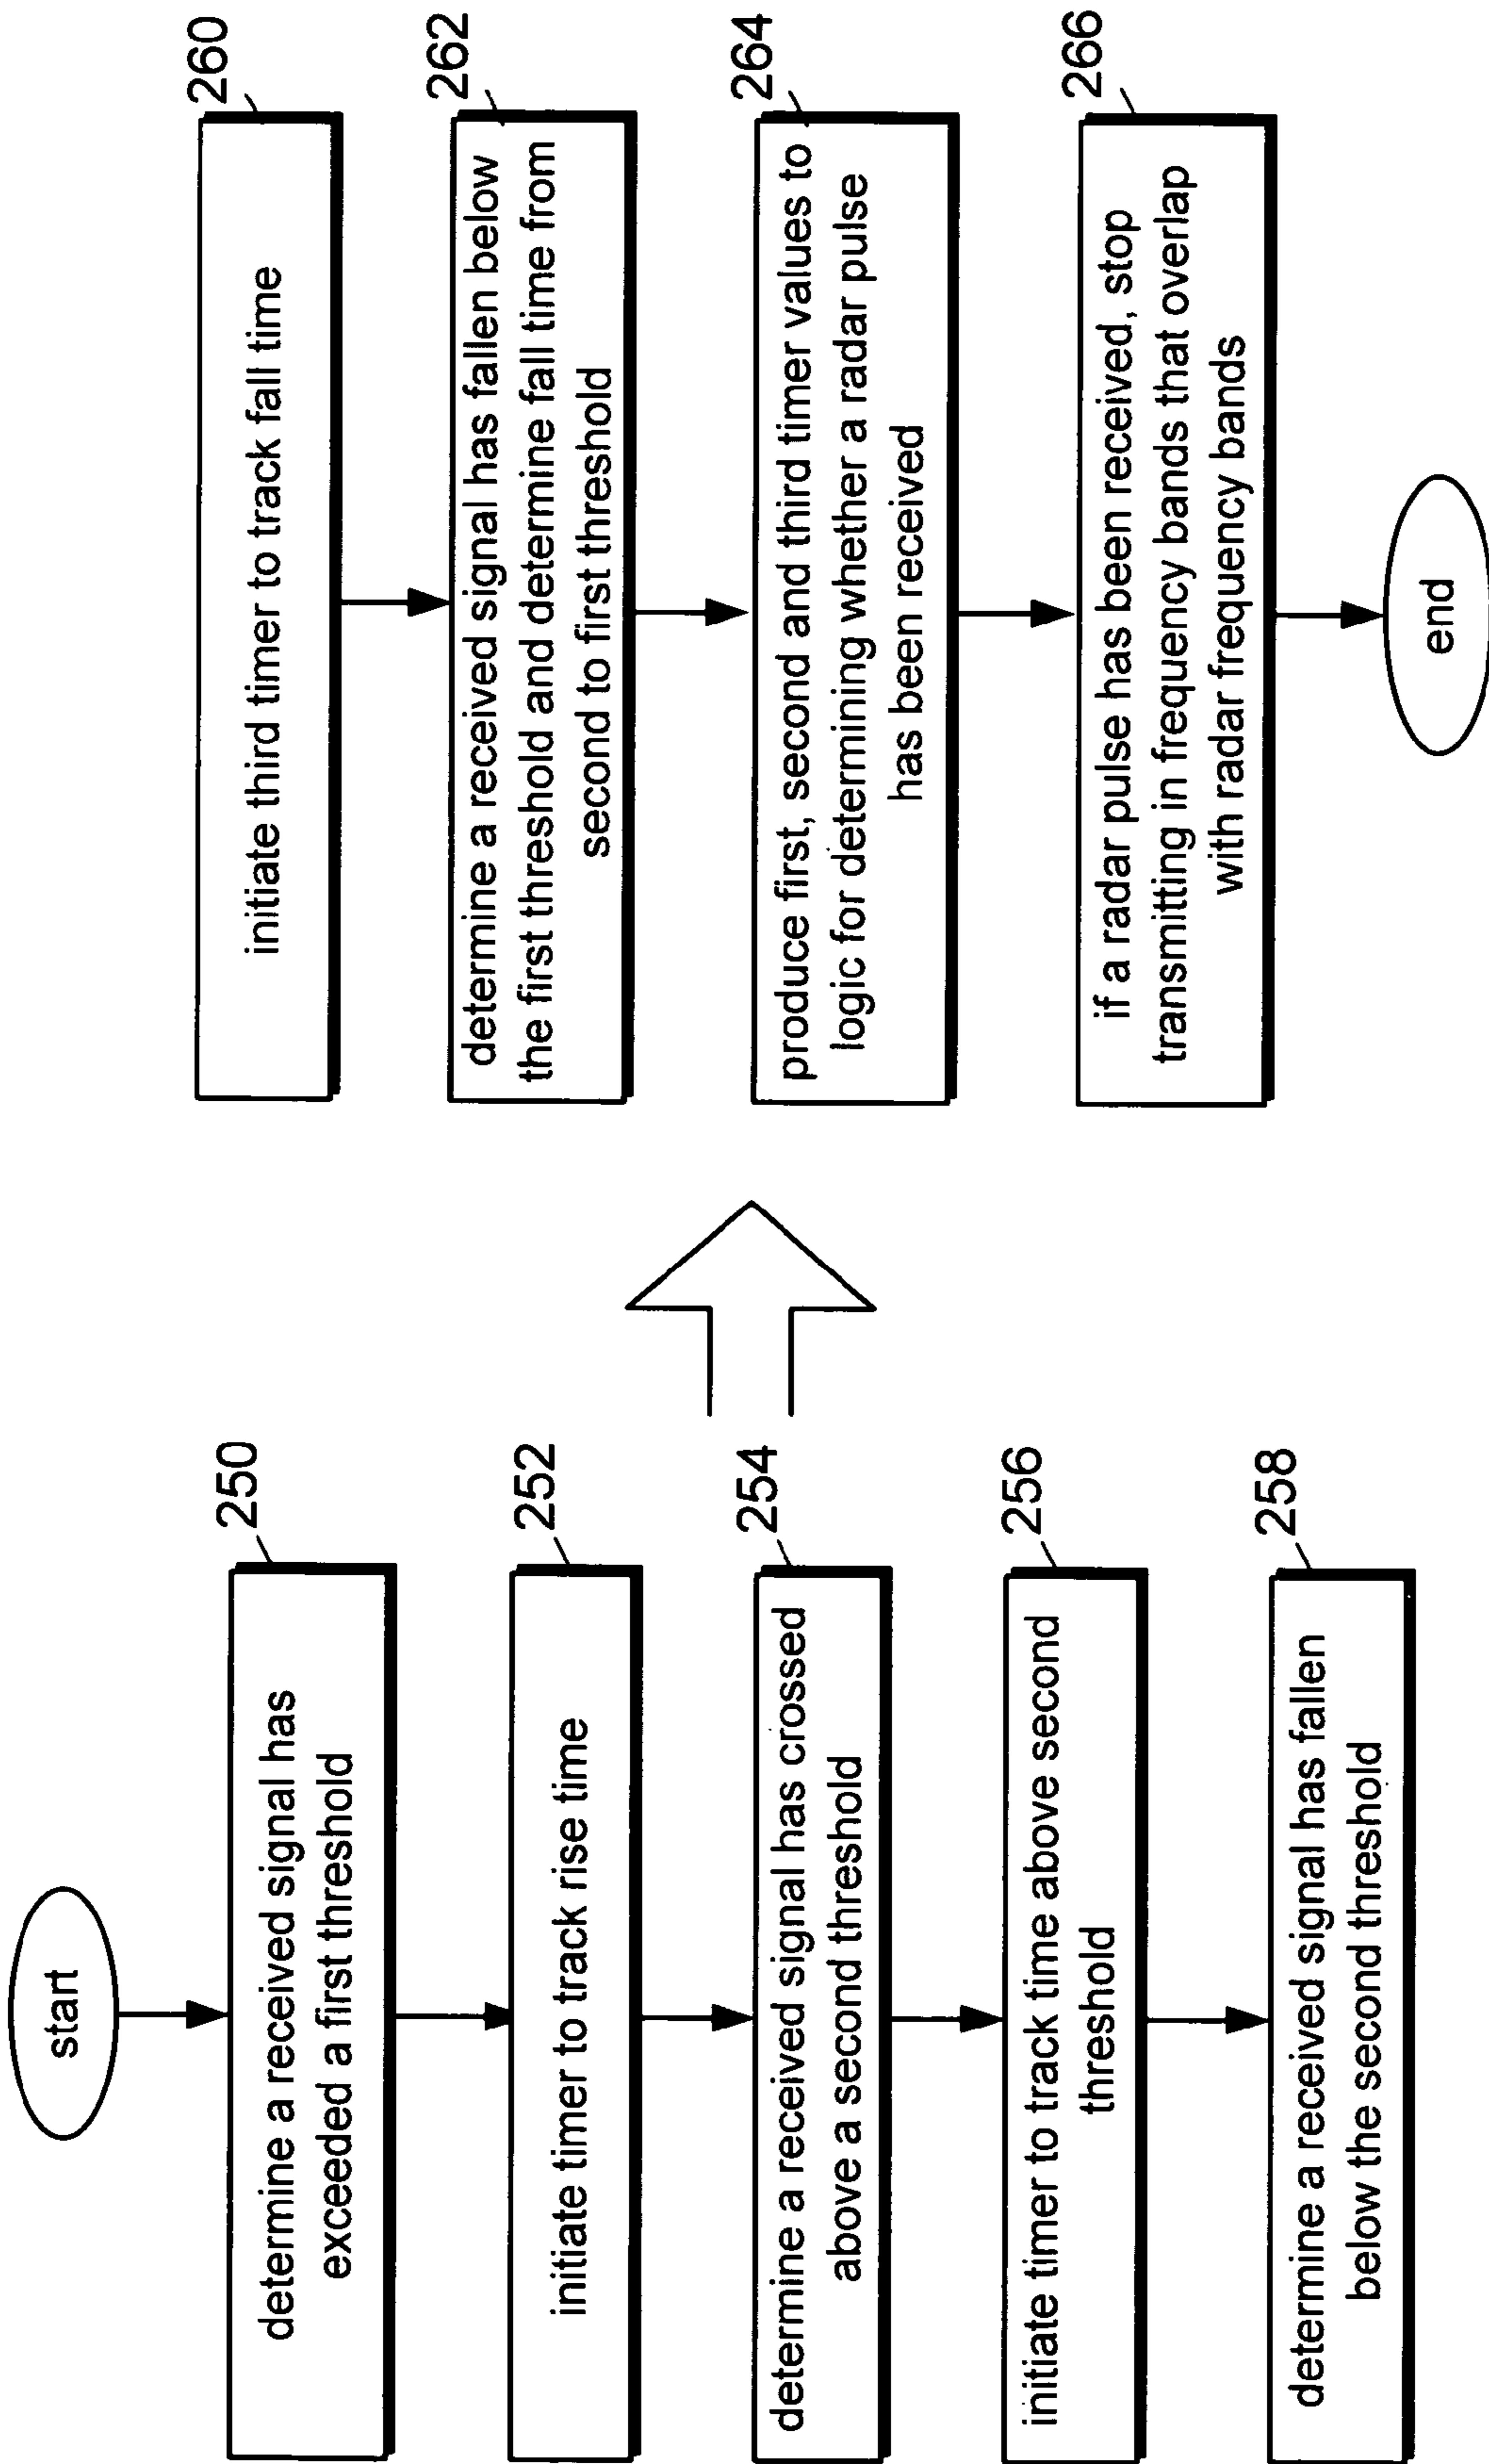 start
250
determine a received signal has
exceeded a first threshold
252
initiate timer to track rise time
254
determine a received signal has crossed
above a second threshold
256
initiate timer to track time above second
threshold
258
determine a received signal has fallen
below the second threshold
260
initiate third timer to track fall time
262
determine a received signal has fallen below
the first threshold and determine fall time from
second to first threshold
264
produce first, second and third timer values to
logic for determining whether a radar pulse
has been received
266
if a radar pulse has been received, stop
transmitting in frequency bands that overlap
with radar frequency bands
end